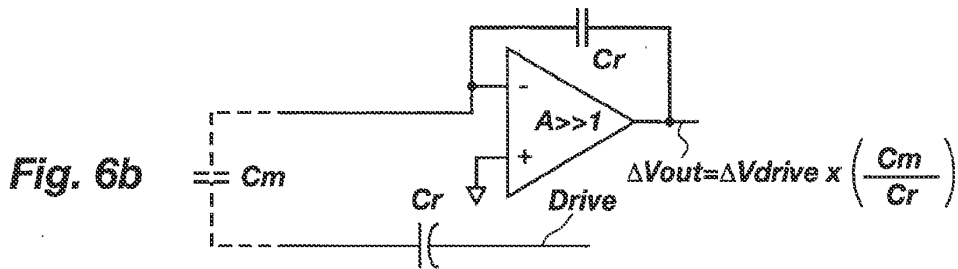 Cr
-
A>>1
+
Fig. 6b
Cm
ΔVout=ΔVdrive x (Cm/Cr)
Cr
Drive